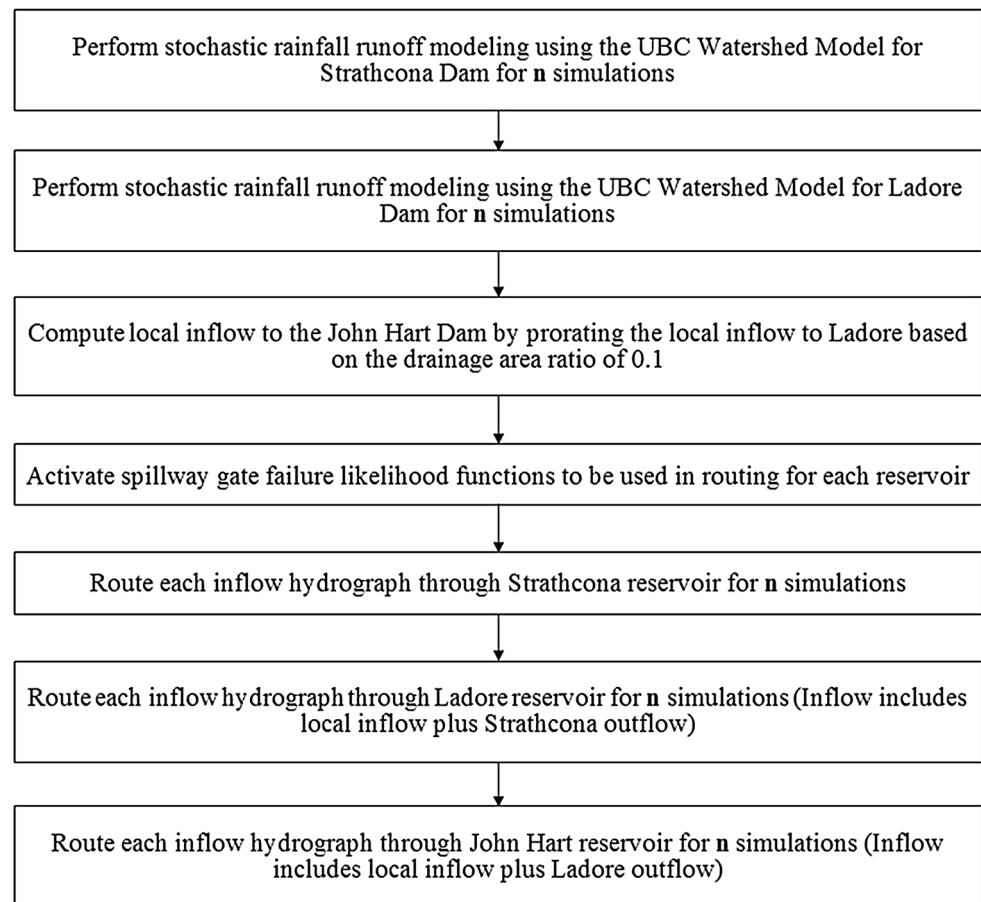 Perform stochastic rainfall runoff modeling using the UBC Watershed Model for
Strathcona Dam for n simulations
Perform stochastic rainfall runoff modeling using the UBC Watershed Model for Ladore
Dam for n simulations
Compute local inflow to the John Hart Dam by prorating the local inflow to Ladore based
on the drainage area ratio of 0.1
Activate spillway gate failure likelihood functions to be used in routing for each reservoir
Route each inflow hydrograph through Strathcona reservoir for n simulations
Route each inflow hydrograph through Ladore reservoir for n simulations (Inflow includes
local inflow plus Strathcona outflow)
Route each inflow hydrograph through John Hart reservoir for n simulations (Inflow
includes local inflow plus Ladore outflow)